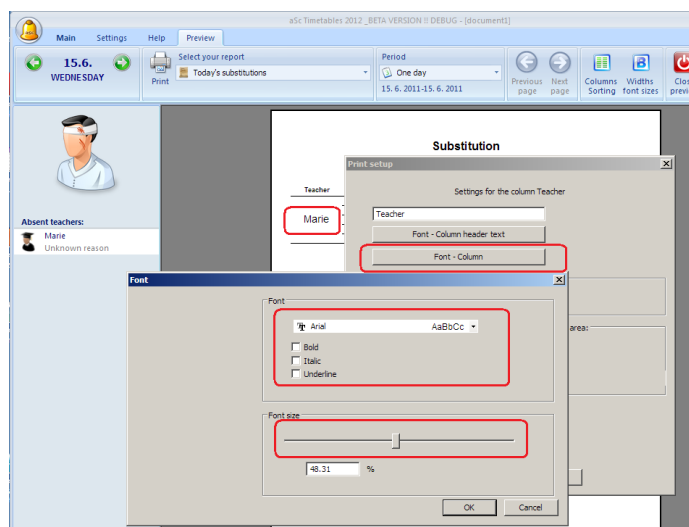 aSc Timetables 2012 _BETA VERSION !! DEBUG - [document1]
Main Settings Help Preview
15.6.
WEDNESDAY
Print
Select your report
Today's substitutions
Period
One day
15. 6. 2011-15. 6. 2011
Previous page
Next page
Columns Sorting
Widths font sizes
Absent teachers:
Marie
Unknown reason
Substitution
Teacher
Marie
Print setup
Settings for the column Teacher
Teacher
Font - Column header text
Font - Column
area:
Font
Font
Arial AaBbCc
Bold
Italic
Underline
Font size
48.31 %
OK Cancel